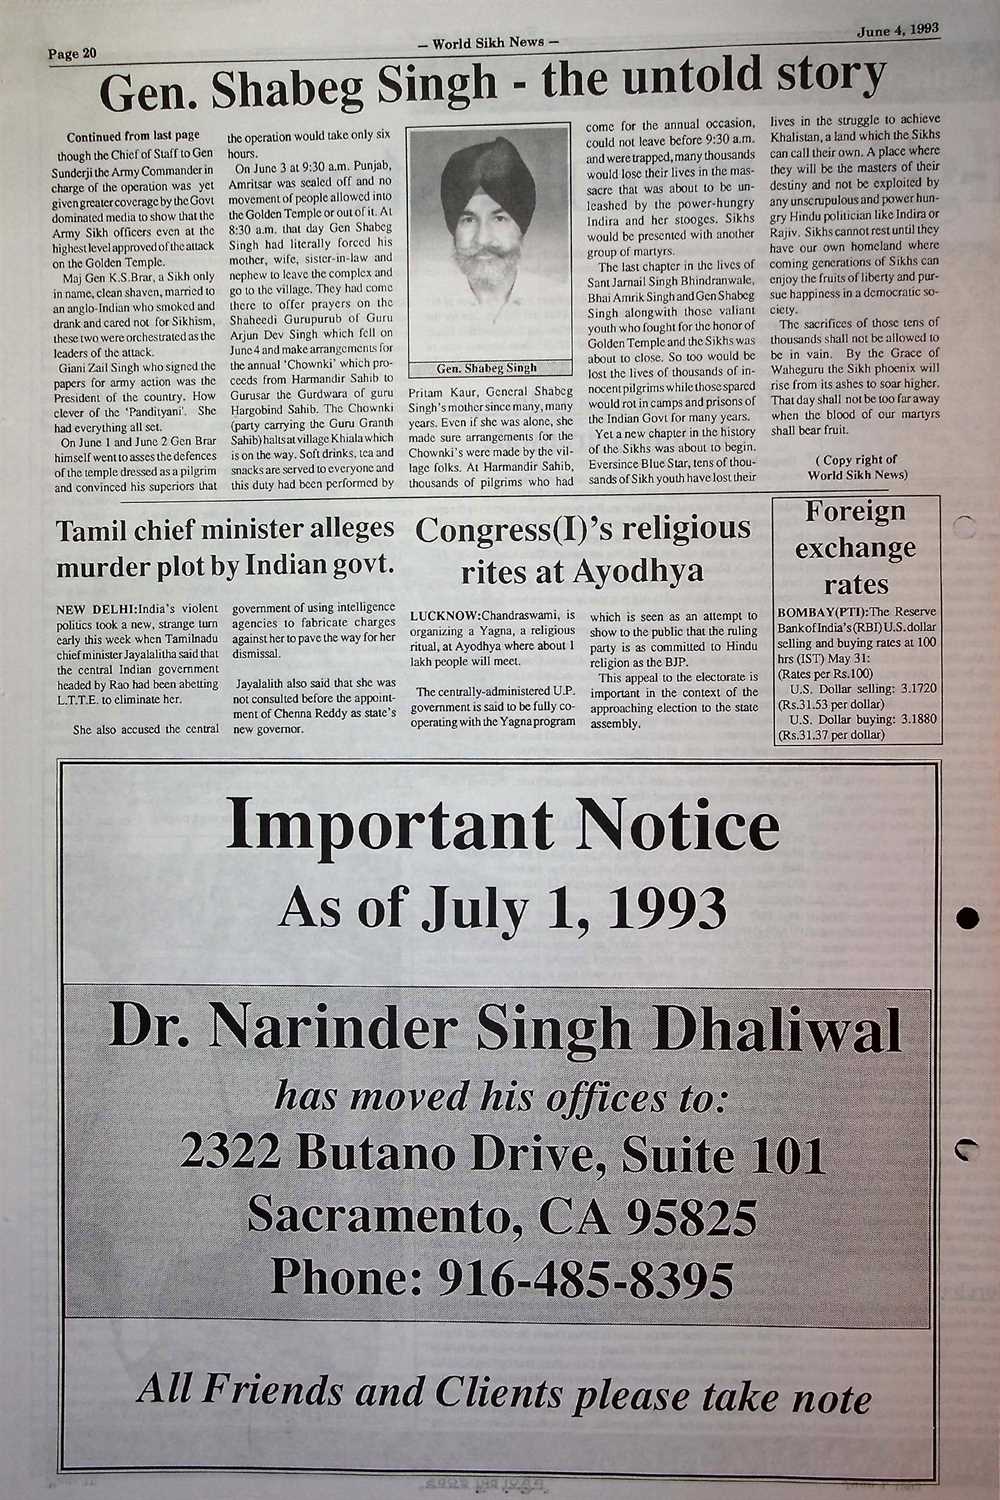 Page 20
– World Sikh News –
June 4, 1993
Gen. Shabeg Singh - the untold story
Continued from last page
though the Chief of Staff to Gen
Sunderji the Army Commander in
charge of the operation was yet
given greater coverage by the Govt
dominated media to show that the
Army Sikh officers even at the
highest level approved of the attack
on the Golden Temple.
Maj Gen K.S.Brar, a Sikh only
in name, clean shaven, married to
an anglo-Indian who smoked and
drank and cared not for Sikhism,
these two were orchestrated as the
leaders of the attack.
Giani Zail Singh who signed the
papers for army action was the
President of the country. How
clever of the 'Pandityani'. She
had everything all set.
On June 1 and June 2 Gen Brar
himself went to asses the defences
of the temple dressed as a pilgrim
and convinced his superiors that
the operation would take only six
hours.
On June 3 at 9:30 a.m. Punjab,
Amritsar was sealed off and no
movement of people allowed into
the Golden Temple or out of it. At
8:30 a.m. that day Gen Shabeg
Singh had literally forced his
mother, wife, sister-in-law and
nephew to leave the complex and
go to the village. They had come
there to offer prayers on the
Shaheedi Gurupurub of Guru
Arjun Dev Singh which fell on
June 4 and make arrangements for
the annual 'Chownki' which pro-
ceeds from Harmandir Sahib to
Gurusar the Gurdwara of guru
Hargobind Sahib. The Chownki
(party carrying the Guru Granth
Sahib) halts at village Khiala which
is on the way. Soft drinks, tea and
snacks are served to everyone and
this duty had been performed by
Gen. Shabeg Singh
Pritam Kaur, General Shabeg
Singh's mother since many, many
years. Even if she was alone, she
made sure arrangements for the
Chownki's were made by the vil-
lage folks. At Harmandir Sahib,
thousands of pilgrims who had
come for the annual occasion,
could not leave before 9:30 a.m.
and were trapped, many thousands
would lose their lives in the mas-
sacre that was about to be un-
leashed by the power-hungry
Indira and her stooges. Sikhs
would be presented with another
group of martyrs.
The last chapter in the lives of
Sant Jarnail Singh Bhindranwale,
Bhai Amrik Singh and Gen Shabeg
Singh alongwith those valiant
youth who fought for the honor of
Golden Temple and the Sikhs was
about to close. So too would be
lost the lives of thousands of in-
nocent pilgrims while those spared
would rot in camps and prisons of
the Indian Govt for many years.
Yet a new chapter in the history
of the Sikhs was about to begin.
Eversince Blue Star, tens of thou-
sands of Sikh youth have lost their
lives in the struggle to achieve
Khalistan, a land which the Sikhs
can call their own. A place where
they will be the masters of their
destiny and not be exploited by
any unscrupulous and power hun-
gry Hindu politician like Indira or
Rajiv. Sikhs cannot rest until they
have our own homeland where
coming generations of Sikhs can
enjoy the fruits of liberty and pur-
sue happiness in a democratic so-
ciety.
The sacrifices of those tens of
thousands shall not be allowed to
be in vain. By the Grace of
Waheguru the Sikh phoenix will
rise from its ashes to soar higher.
That day shall not be too far away
when the blood of our martyrs
shall bear fruit.
( Copy right of
World Sikh News)
Tamil chief minister alleges
murder plot by Indian govt.
NEW DELHI:India's violent
politics took a new, strange turn
early this week when Tamilnadu
chief minister Jayalalitha said that
the central Indian government
headed by Rao had been abetting
L.T.T.E. to eliminate her.
She also accused the central
government of using intelligence
agencies to fabricate charges
against her to pave the way for her
dismissal.
Jayalalith also said that she was
not consulted before the appoint-
ment of Chenna Reddy as state's
new governor.
Congress(I)'s religious
rites at Ayodhya
LUCKNOW:Chandraswami, is
organizing a Yagna, a religious
ritual, at Ayodhya where about 1
lakh people will meet.
The centrally-administered U.P.
government is said to be fully co-
operating with the Yagna program
which is seen as an attempt to
show to the public that the ruling
party is as committed to Hindu
religion as the BJP.
This appeal to the electorate is
important in the context of the
approaching election to the state
assembly.
Foreign
exchange
rates
BOMBAY(PTI):The Reserve
Bank of India's (RBI) U.S. dollar
selling and buying rates at 100
hrs (IST) May 31:
(Rates per Rs.100)
U.S. Dollar selling: 3.1720
(Rs.31.53 per dollar)
U.S. Dollar buying: 3.1880
(Rs.31.37 per dollar)
Important Notice
As of July 1, 1993
Dr. Narinder Singh Dhaliwal
has moved his offices to:
2322 Butano Drive, Suite 101
Sacramento, CA 95825
Phone: 916-485-8395
All Friends and Clients please take note